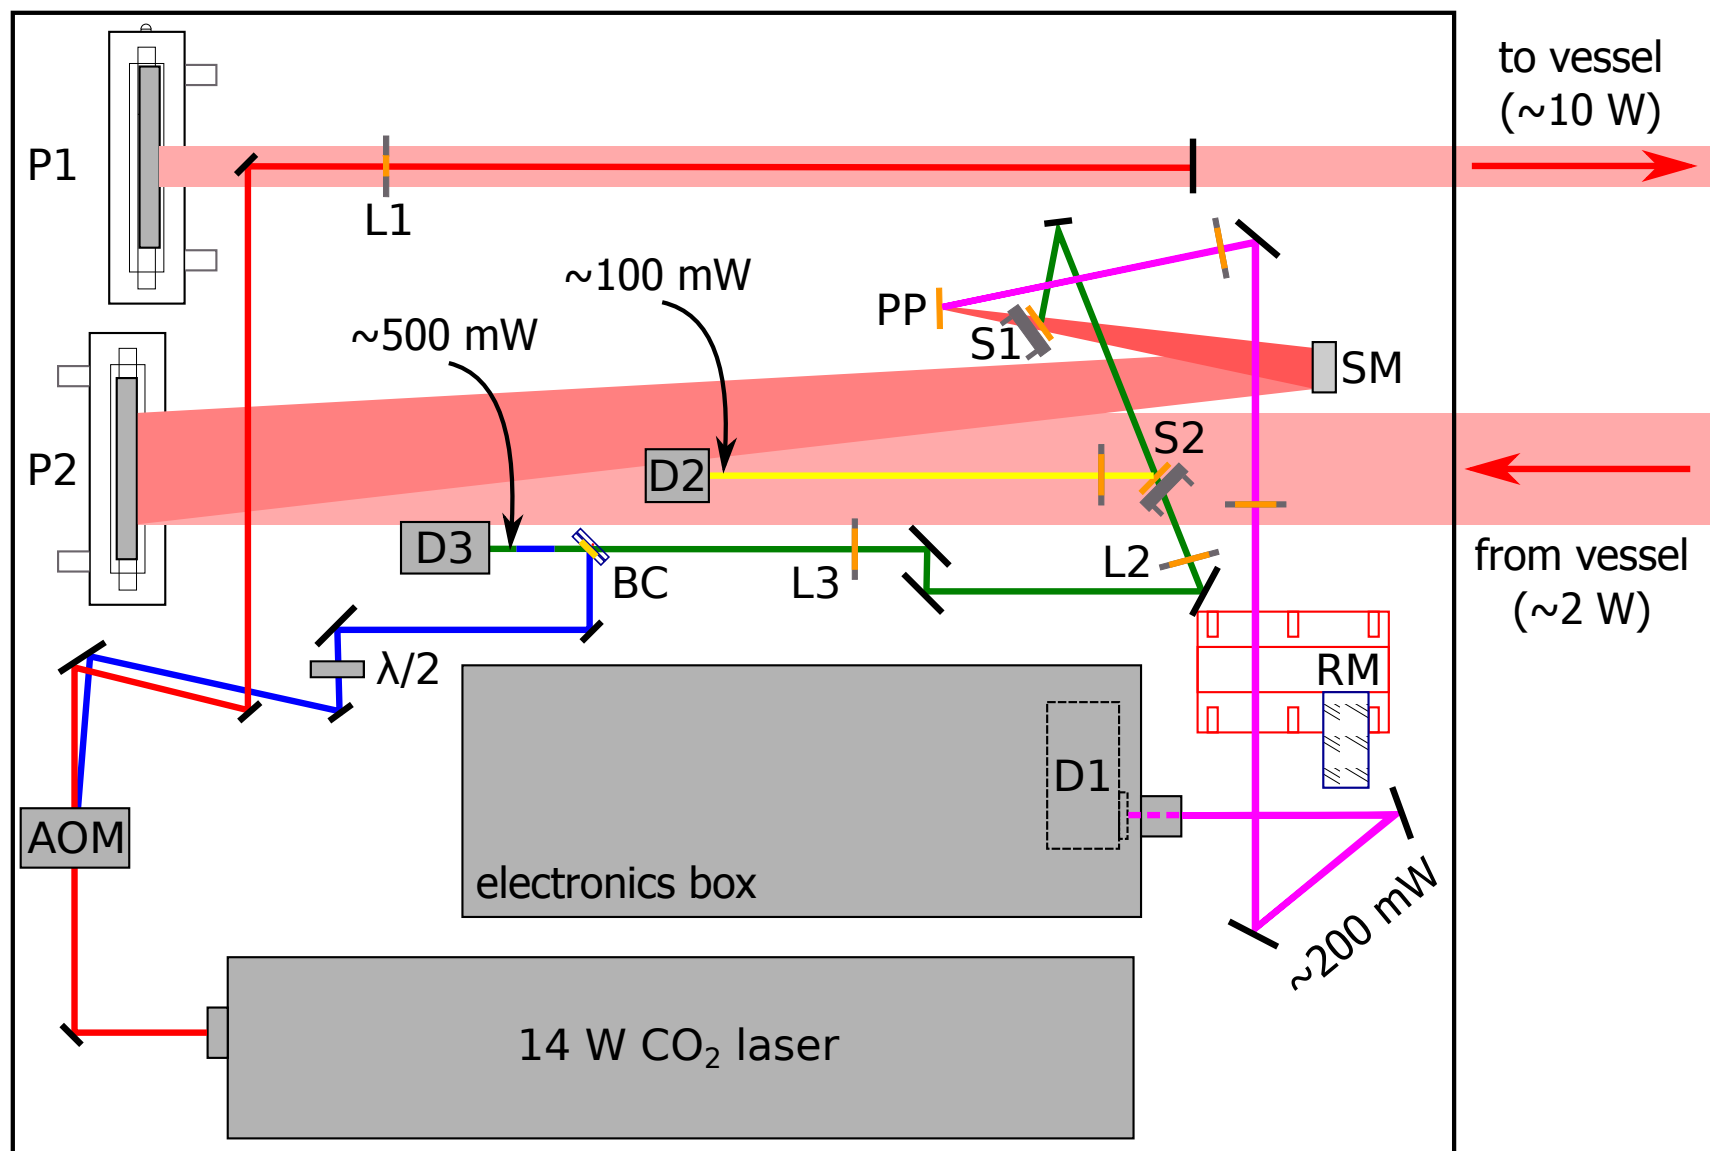 to vessel
(~10 W)
P1
L1
~100 mW
~500 mW
PP
S1
SM
S2
P2
D2
D3
BC
L3
L2
from vessel
(~2 W)
λ/2
RM
D1
AOM
electronics box
~200 mW
14 W CO₂ laser